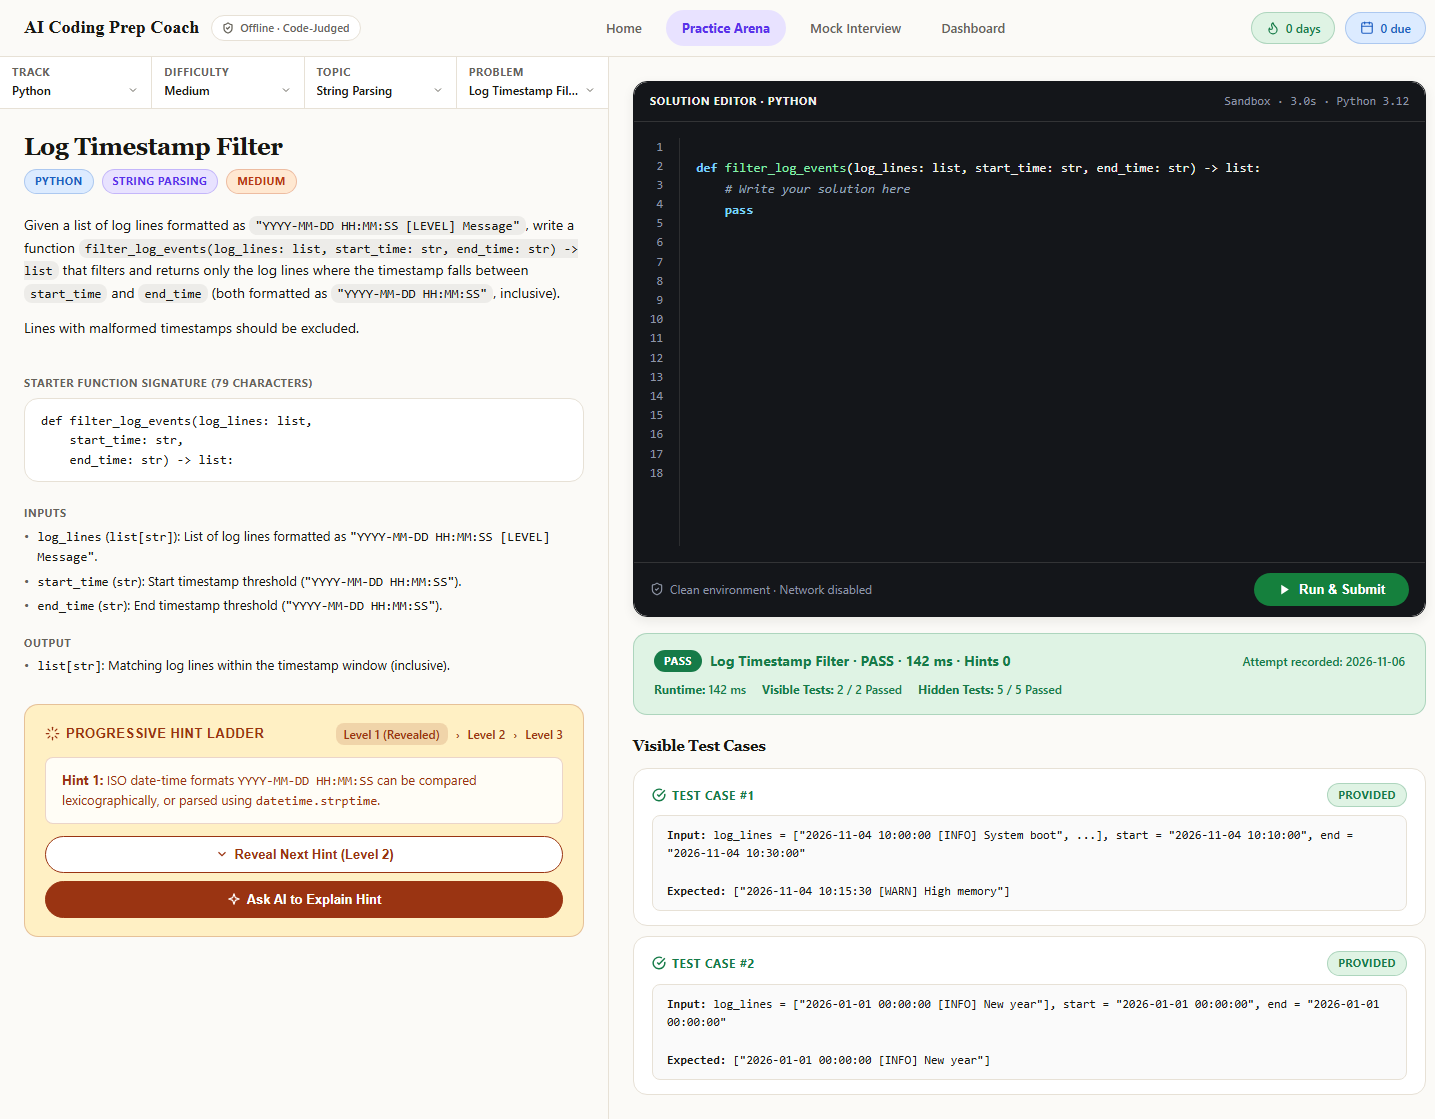 AI Coding Prep Coach
Offline · Code-Judged
Home
Practice Arena
Mock Interview
Dashboard
0 days
0 due
TRACK
Python
DIFFICULTY
Medium
TOPIC
String Parsing
PROBLEM
Log Timestamp Fil...
Log Timestamp Filter
PYTHON
STRING PARSING
MEDIUM
Given a list of log lines formatted as "YYYY-MM-DD HH:MM:SS [LEVEL] Message", write a
function filter_log_events(log_lines: list, start_time: str, end_time: str) ->
list that filters and returns only the log lines where the timestamp falls between
start_time and end_time (both formatted as "YYYY-MM-DD HH:MM:SS", inclusive).
Lines with malformed timestamps should be excluded.
STARTER FUNCTION SIGNATURE (79 CHARACTERS)
def filter_log_events(log_lines: list,
    start_time: str,
    end_time: str) -> list:
INPUTS
• log_lines (list[str]): List of log lines formatted as "YYYY-MM-DD HH:MM:SS [LEVEL]
Message".
• start_time (str): Start timestamp threshold ("YYYY-MM-DD HH:MM:SS").
• end_time (str): End timestamp threshold ("YYYY-MM-DD HH:MM:SS").
OUTPUT
• list[str]: Matching log lines within the timestamp window (inclusive).
PROGRESSIVE HINT LADDER
Level 1 (Revealed) › Level 2 › Level 3
Hint 1: ISO date-time formats YYYY-MM-DD HH:MM:SS can be compared
lexicographically, or parsed using datetime.strptime.
Reveal Next Hint (Level 2)
Ask AI to Explain Hint
SOLUTION EDITOR · PYTHON
Sandbox · 3.0s · Python 3.12
1
2
3
4
5
6
7
8
9
10
11
12
13
14
15
16
17
18
def filter_log_events(log_lines: list, start_time: str, end_time: str) -> list:
    # Write your solution here
    pass
Clean environment · Network disabled
Run & Submit
PASS
Log Timestamp Filter · PASS · 142 ms · Hints 0
Attempt recorded: 2026-11-06
Runtime: 142 ms
Visible Tests: 2 / 2 Passed
Hidden Tests: 5 / 5 Passed
Visible Test Cases
TEST CASE #1
PROVIDED
Input: log_lines = ["2026-11-04 10:00:00 [INFO] System boot", ...], start = "2026-11-04 10:10:00", end =
"2026-11-04 10:30:00"
Expected: ["2026-11-04 10:15:30 [WARN] High memory"]
TEST CASE #2
PROVIDED
Input: log_lines = ["2026-01-01 00:00:00 [INFO] New year"], start = "2026-01-01 00:00:00", end = "2026-01-01
00:00:00"
Expected: ["2026-01-01 00:00:00 [INFO] New year"]